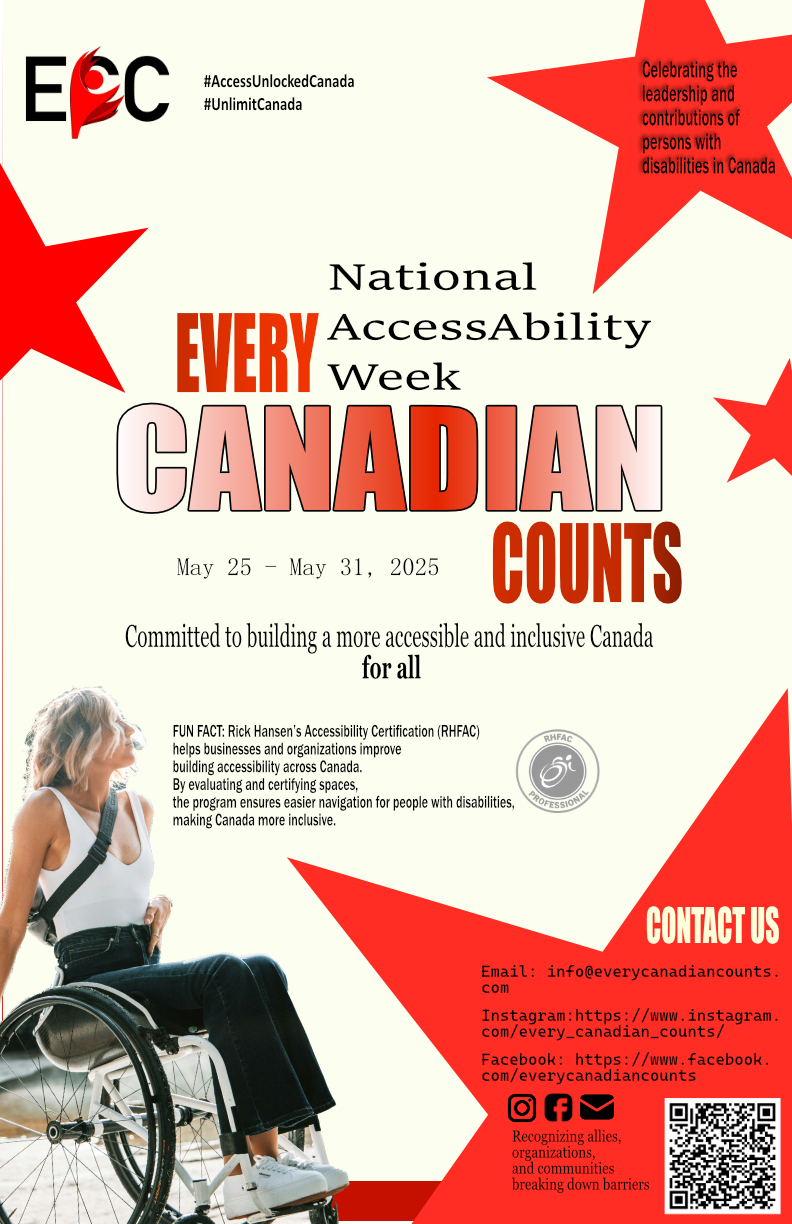 ECC
#AccessUnlockedCanada
#UnlimitCanada
Celebrating the
leadership and
contributions of
persons with
disabilities in Canada
National
AccessAbility
Week
EVERY
CANADIAN
COUNTS
May 25 - May 31, 2025
Committed to building a more accessible and inclusive Canada
for all
FUN FACT: Rick Hansen's Accessibility Certification (RHFAC)
helps businesses and organizations improve
building accessibility across Canada.
By evaluating and certifying spaces,
the program ensures easier navigation for people with disabilities,
making Canada more inclusive.
RHFAC
PROFESSIONAL
CONTACT US
Email: info@everycanadiancounts.
com
Instagram:https://www.instagram.
com/every_canadian_counts/
Facebook: https://www.facebook.
com/everycanadiancounts
Recognizing allies,
organizations,
and communities
breaking down barriers